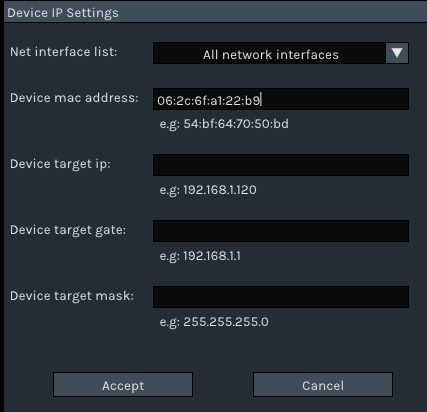 Device IP Settings
Net interface list: All network interfaces
Device mac address: 06:2c:6f:a1:22:b9
e.g: 54:bf:64:70:50:bd
Device target ip:
e.g: 192.168.1.120
Device target gate:
e.g: 192.168.1.1
Device target mask:
e.g: 255.255.255.0
Accept Cancel